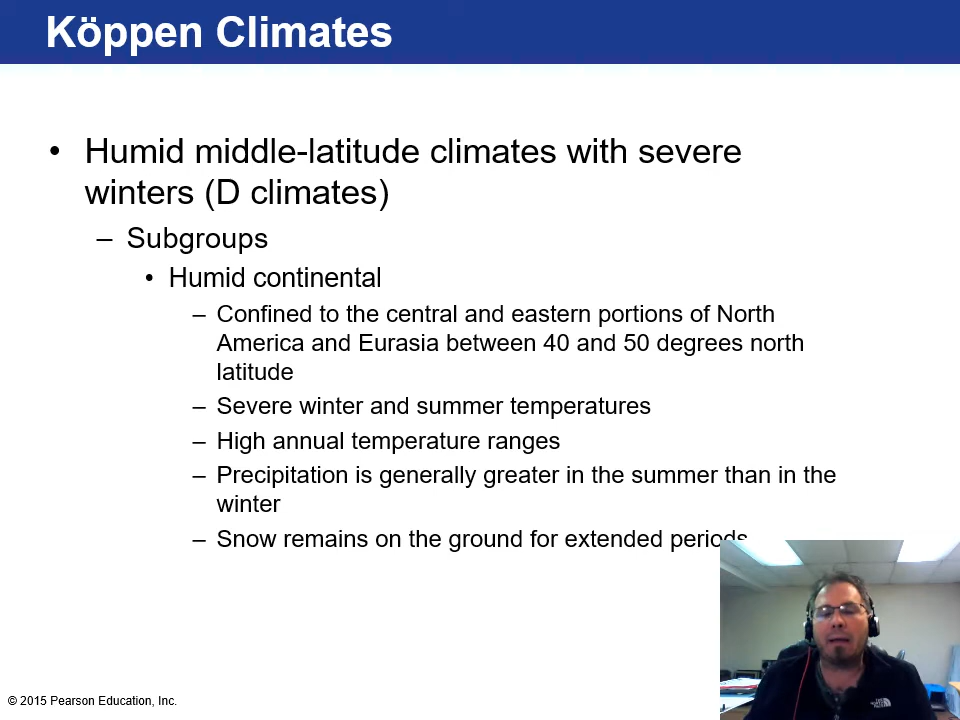 Köppen Climates
• Humid middle-latitude climates with severe
winters (D climates)
– Subgroups
• Humid continental
– Confined to the central and eastern portions of North
America and Eurasia between 40 and 50 degrees north
latitude
– Severe winter and summer temperatures
– High annual temperature ranges
– Precipitation is generally greater in the summer than in the
winter
– Snow remains on the ground for extended periods
© 2015 Pearson Education, Inc.